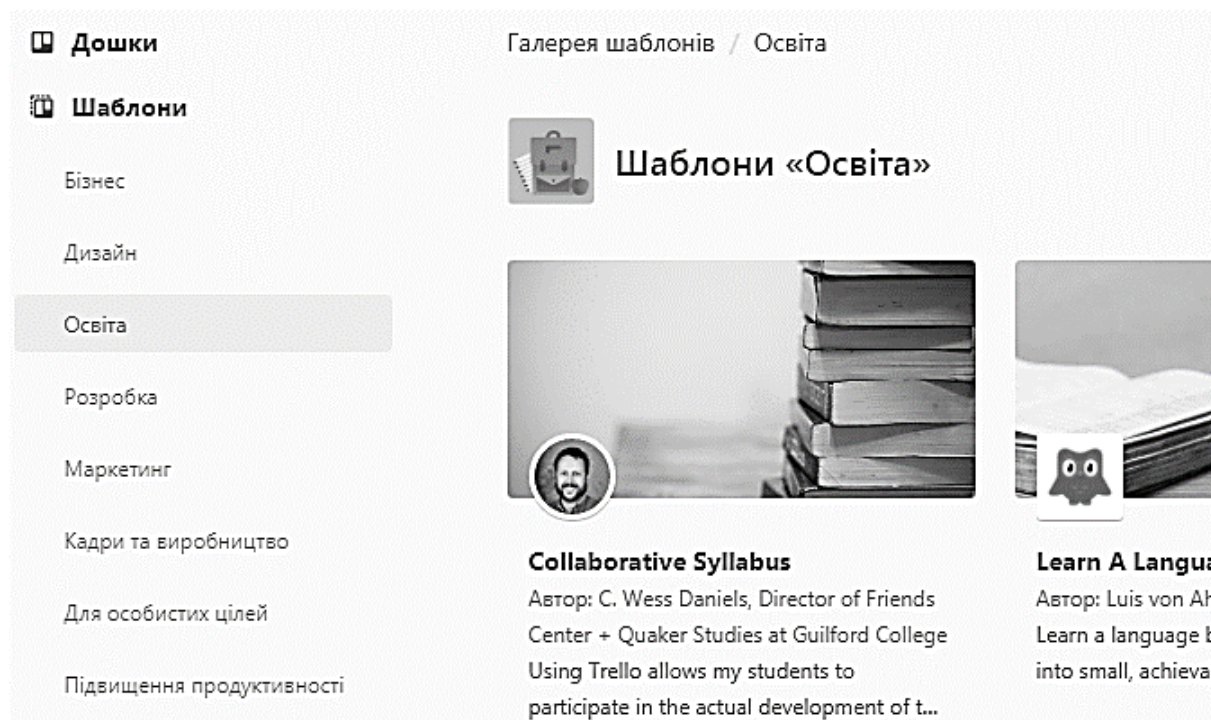 Дошки
Шаблони
Бізнес
Дизайн
Освіта
Розробка
Маркетинг
Кадри та виробництво
Для особистих цілей
Підвищення продуктивності
Галерея шаблонів / Освіта
Шаблони «Освіта»
Collaborative Syllabus
Автор: C. Wess Daniels, Director of Friends
Center + Quaker Studies at Guilford College
Using Trello allows my students to
participate in the actual development of t...
Learn A Langua
Автор: Luis von Ah
Learn a language b
into small, achieva